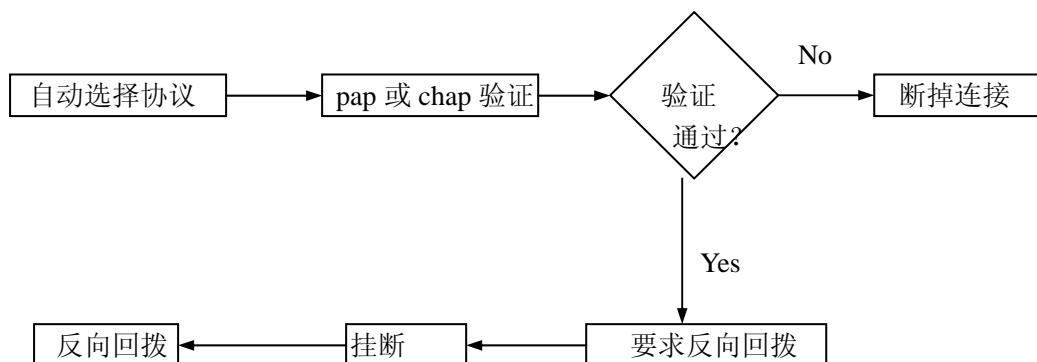 自动选择协议
pap 或 chap 验证
验证
通过?
No
断掉连接
Yes
反向回拨
挂断
要求反向回拨